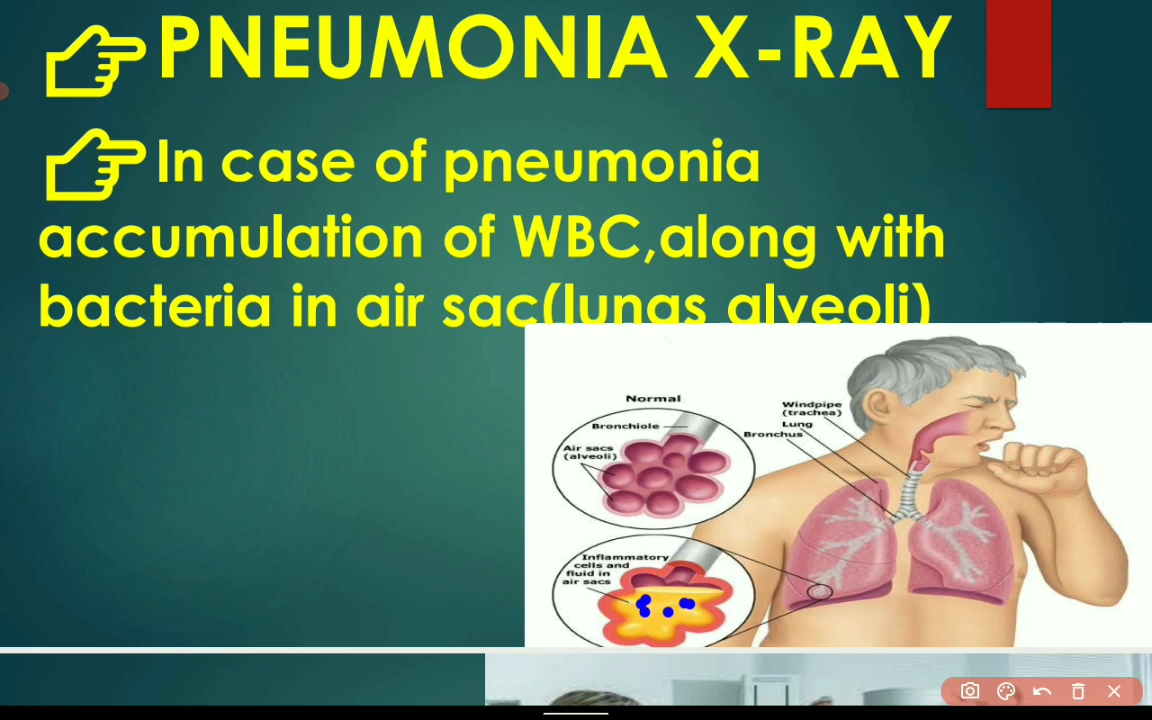 PNEUMONIA X-RAY
In case of pneumonia
accumulation of WBC,along with
bacteria in air sac(lungs alveoli)
Normal
Bronchiole
Air sacs
(alveoli)
Windpipe
(trachea)
Lung
Bronchus
Inflammatory
cells and
fluid in
air sacs